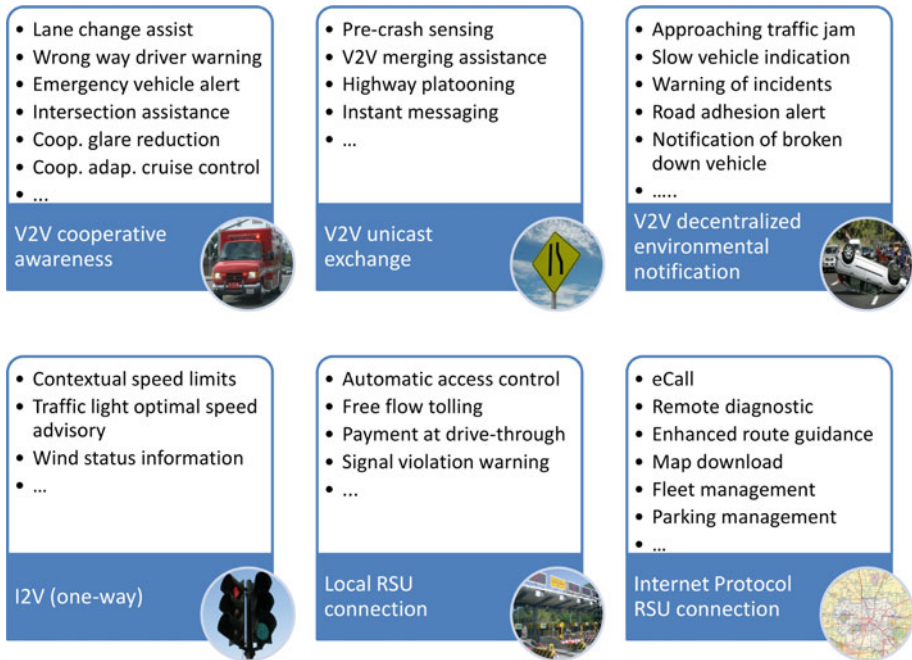 • Lane change assist
• Wrong way driver warning
• Emergency vehicle alert
• Intersection assistance
• Coop. glare reduction
• Coop. adap. cruise control
• ...
V2V cooperative
awareness
• Pre-crash sensing
• V2V merging assistance
• Highway platooning
• Instant messaging
• ...
V2V unicast
exchange
• Approaching traffic jam
• Slow vehicle indication
• Warning of incidents
• Road adhesion alert
• Notification of broken
down vehicle
• .....
V2V decentralized
environmental
notification
• Contextual speed limits
• Traffic light optimal speed
advisory
• Wind status information
• ...
I2V (one-way)
• Automatic access control
• Free flow tolling
• Payment at drive-through
• Signal violation warning
• ...
Local RSU
connection
• eCall
• Remote diagnostic
• Enhanced route guidance
• Map download
• Fleet management
• Parking management
• ...
Internet Protocol
RSU connection